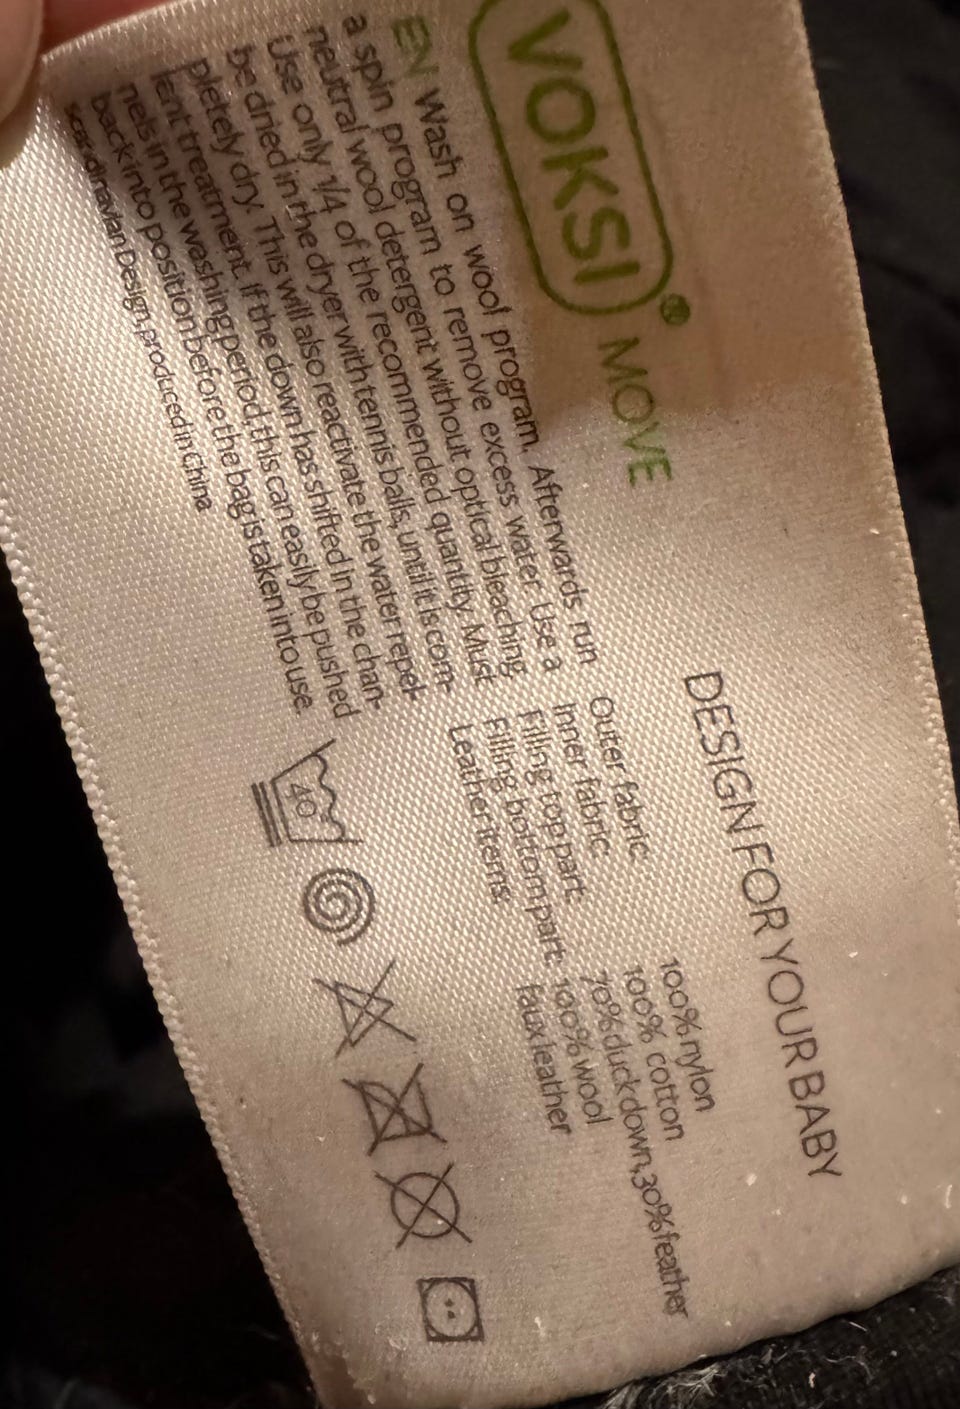 VOKSI® MOVE
DESIGN FOR YOUR BABY
EN Wash on wool program. Afterwards run
a spin program to remove excess water. Use a
neutral wool detergent without optical bleaching
Use only 1/4 of the recommended quantity. Must
be dried in the dryer with tennis balls, until it is com-
pletely dry. This will also reactivate the water repel-
lent treatment. If the down has shifted in the chan-
nels in the washing period, this can easily be pushed
back into position before the bag is taken into use.
Scandinavian Design, produced in China
Outer fabric: 100% nylon
Inner fabric: 100% cotton
Filling top part: 70% duck down, 30% feather
Filling bottom part: 100% wool
Leather items: faux leather
40